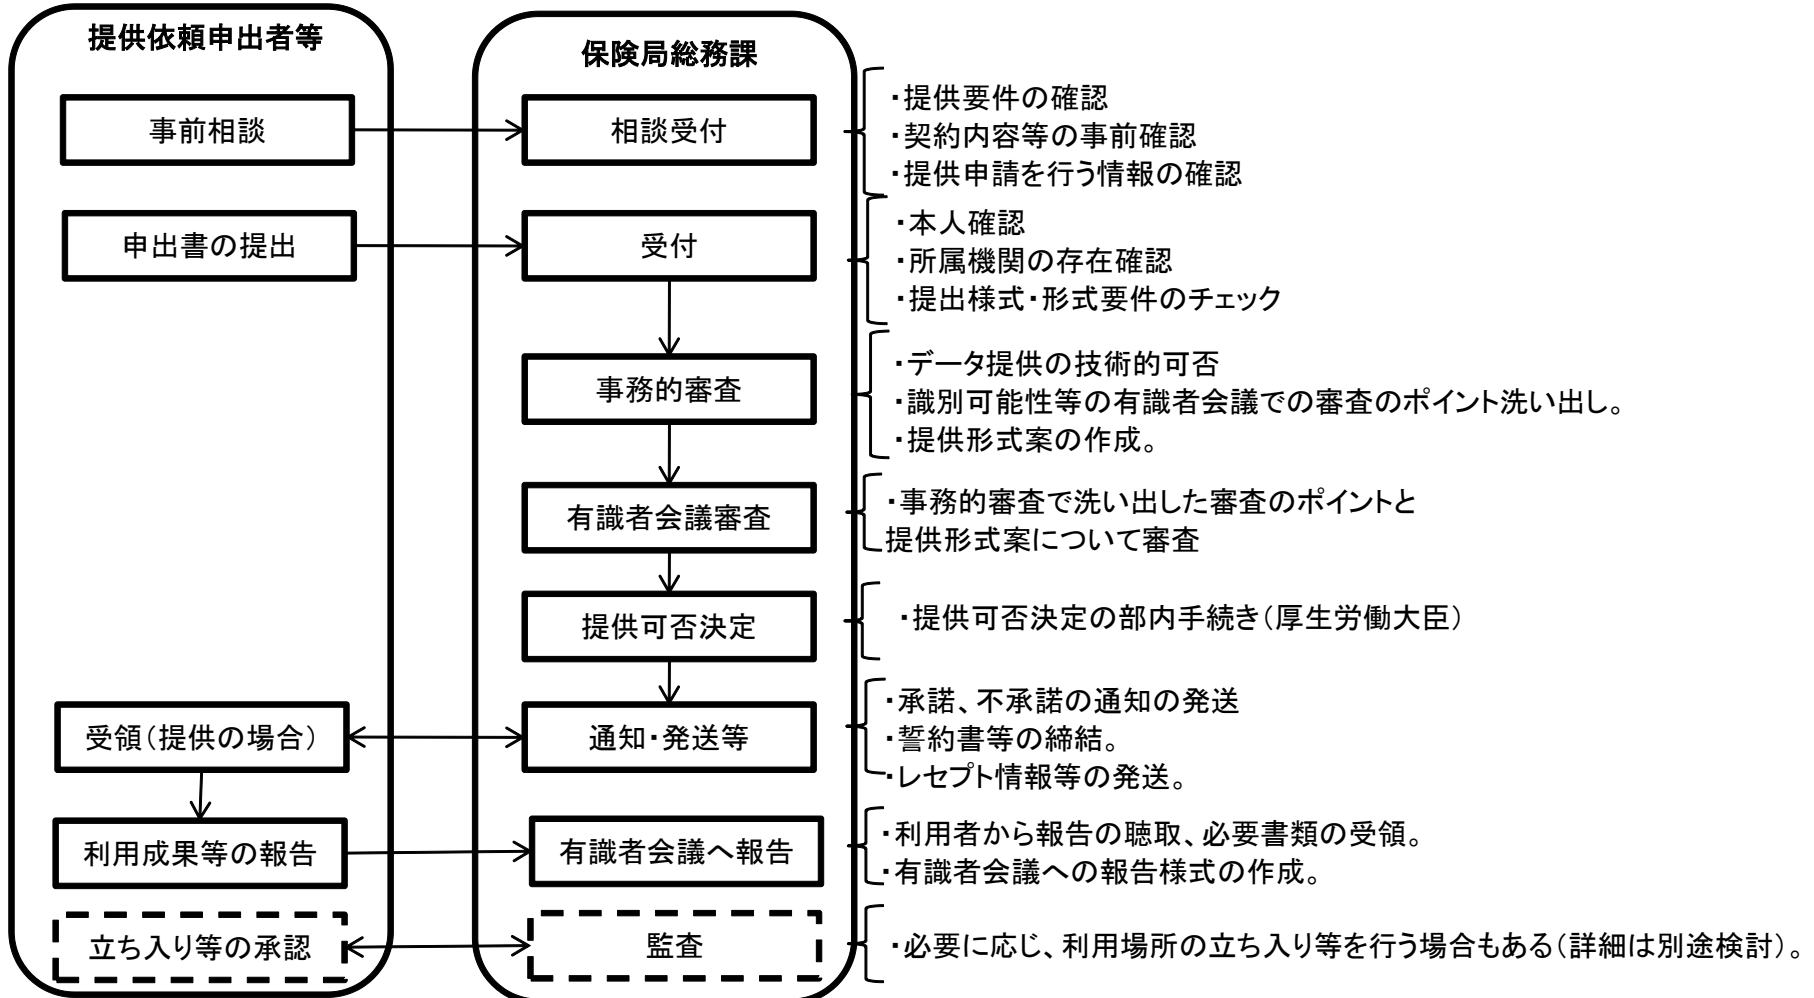 提供依頼申出者等
保険局総務課
事前相談
相談受付
・提供要件の確認
・契約内容等の事前確認
・提供申請を行う情報の確認
申出書の提出
受付
・本人確認
・所属機関の存在確認
・提出様式・形式要件のチェック
事務的審査
・データ提供の技術的可否
・識別可能性等の有識者会議での審査のポイント洗い出し。
・提供形式案の作成。
有識者会議審査
・事務的審査で洗い出した審査のポイントと
提供形式案について審査
提供可否決定
・提供可否決定の部内手続き（厚生労働大臣）
受領（提供の場合）
通知・発送等
・承諾、不承諾の通知の発送
・誓約書等の締結。
・レセプト情報等の発送。
利用成果等の報告
有識者会議へ報告
・利用者から報告の聴取、必要書類の受領。
・有識者会議への報告様式の作成。
立ち入り等の承認
監査
・必要に応じ、利用場所の立ち入り等を行う場合もある（詳細は別途検討）。